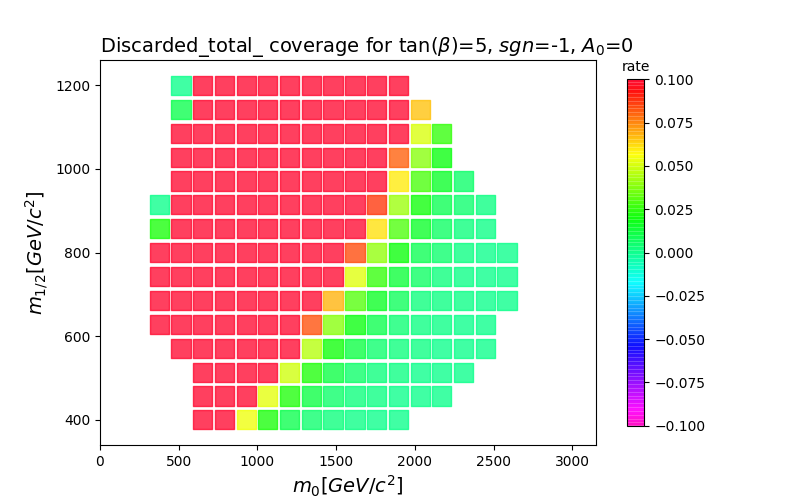 Discarded_total_ coverage for tan(β)=5, sgn=-1, A₀=0
rate
1200
1000
800
600
400
m₁/₂[GeV/c²]
0 500 1000 1500 2000 2500 3000
m₀[GeV/c²]
0.100
0.075
0.050
0.025
0.000
−0.025
−0.050
−0.075
−0.100